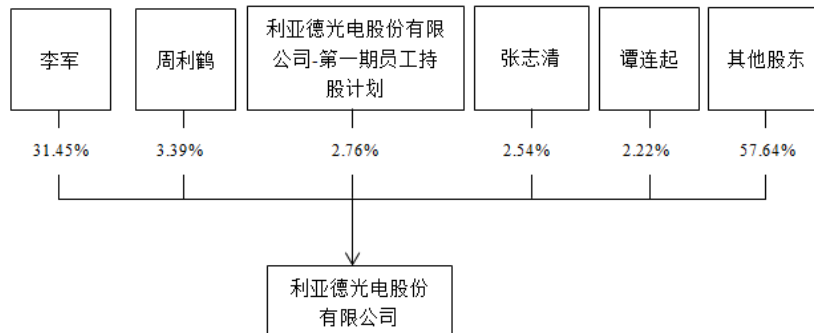 李军
周利鹤
利亚德光电股份有限
公司-第一期员工持
股计划
张志清
谭连起
其他股东
31.45%
3.39%
2.76%
2.54%
2.22%
57.64%
利亚德光电股份
有限公司